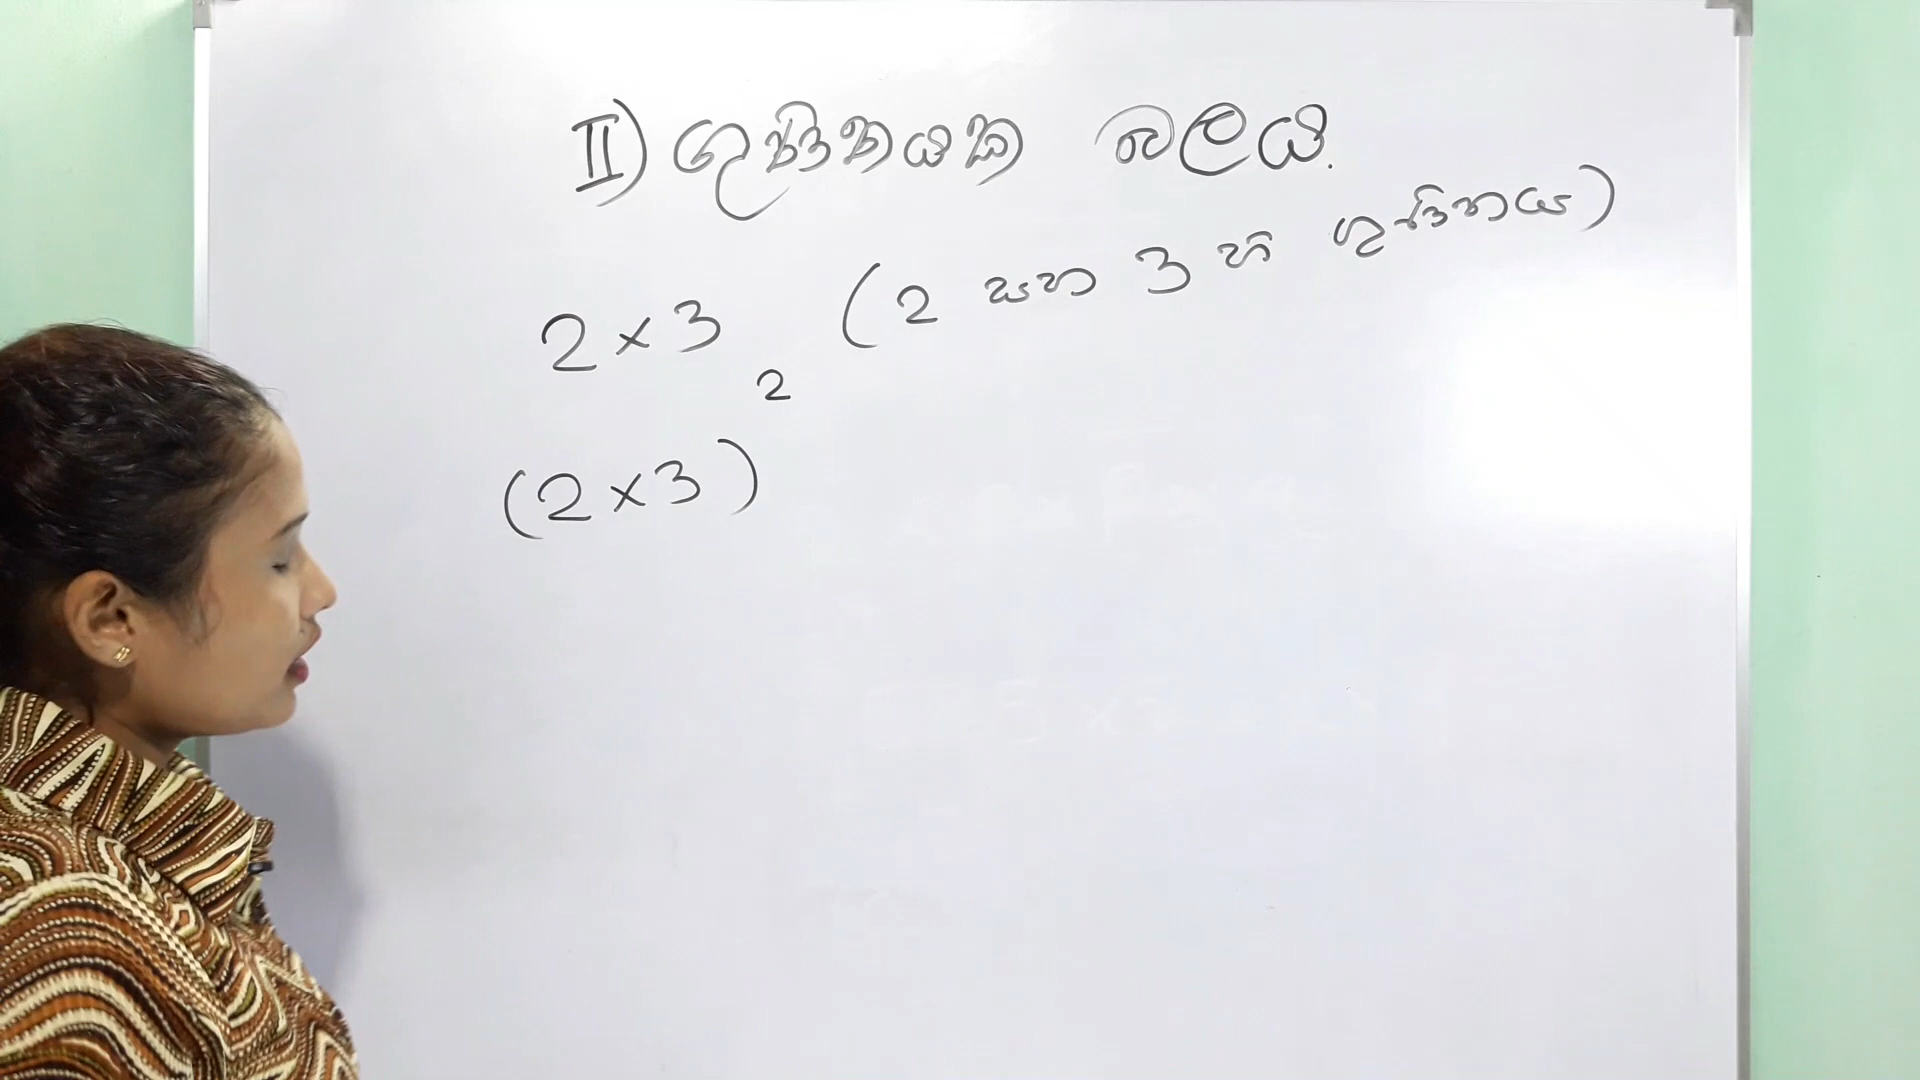 II) ගුණිතයක බලය.
2 × 3 (2 සහ 3 හි ගුණිතය)
(2 × 3)²